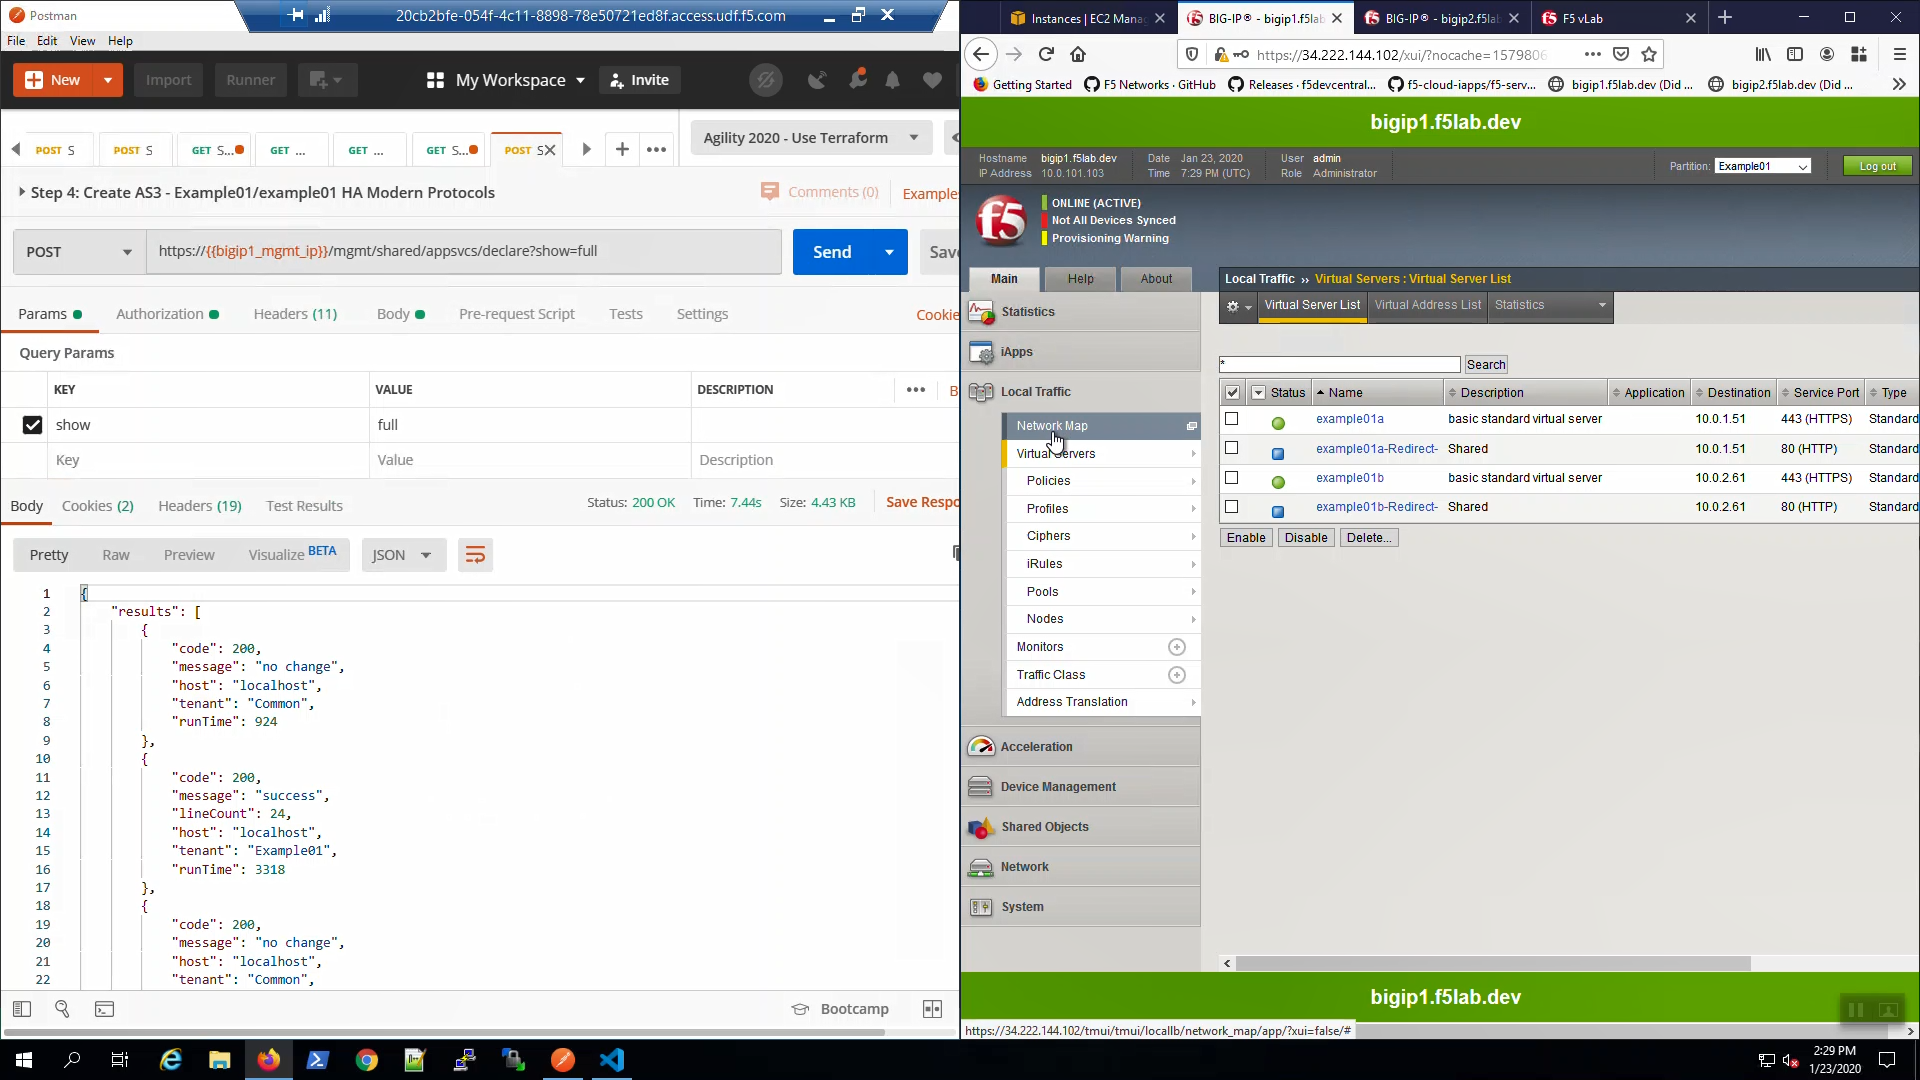 Postman
20cb2bfe-054f-4c11-8898-78e50721ed8f.access.udf.f5.com
File Edit View Help
New
Import
Runner
My Workspace
Invite
POST S
POST S
GET S...
GET ...
GET ...
GET S...
POST S
Agility 2020 - Use Terraform
Step 4: Create AS3 - Example01/example01 HA Modern Protocols
Comments (0)
Examples
POST
https://{{bigip1_mgmt_ip}}/mgmt/shared/appsvcs/declare?show=full
Send
Save
Params
Authorization
Headers (11)
Body
Pre-request Script
Tests
Settings
Cookie
Query Params
KEY VALUE DESCRIPTION
B
show full
Key Value Description
Body Cookies (2) Headers (19) Test Results
Status: 200 OK Time: 7.44s Size: 4.43 KB Save Respo
Pretty Raw Preview Visualize BETA JSON
1 {
2 "results": [
3 {
4 "code": 200,
5 "message": "no change",
6 "host": "localhost",
7 "tenant": "Common",
8 "runTime": 924
9 },
10 {
11 "code": 200,
12 "message": "success",
13 "lineCount": 24,
14 "host": "localhost",
15 "tenant": "Example01",
16 "runTime": 3318
17 },
18 {
19 "code": 200,
20 "message": "no change",
21 "host": "localhost",
22 "tenant": "Common",
Bootcamp
Instances | EC2 Mana
BIG-IP® - bigip1.f5lab
BIG-IP® - bigip2.f5lab
F5 vLab
https://34.222.144.102/xui/?nocache=1579806
Getting Started
F5 Networks · GitHub
Releases · f5devcentral...
f5-cloud-iapps/f5-serv...
bigip1.f5lab.dev (Did ...
bigip2.f5lab.dev (Did ...
bigip1.f5lab.dev
Hostname bigip1.f5lab.dev Date Jan 23, 2020 User admin
IP Address 10.0.101.103 Time 7:29 PM (UTC) Role Administrator
Partition: Example01
Log out
f5
ONLINE (ACTIVE)
Not All Devices Synced
Provisioning Warning
Main Help About
Local Traffic ›› Virtual Servers : Virtual Server List
Virtual Server List Virtual Address List Statistics
Statistics
iApps
Local Traffic
Network Map
Virtual Servers
Policies
Profiles
Ciphers
iRules
Pools
Nodes
Monitors
Traffic Class
Address Translation
Acceleration
Device Management
Shared Objects
Network
System
*
Search
Status Name Description Application Destination Service Port Type
example01a basic standard virtual server 10.0.1.51 443 (HTTPS) Standard
example01a-Redirect- Shared 10.0.1.51 80 (HTTP) Standard
example01b basic standard virtual server 10.0.2.61 443 (HTTPS) Standard
example01b-Redirect- Shared 10.0.2.61 80 (HTTP) Standard
Enable Disable Delete...
bigip1.f5lab.dev
https://34.222.144.102/tmui/tmui/locallb/network_map/app/?xui=false/#
2:29 PM
1/23/2020